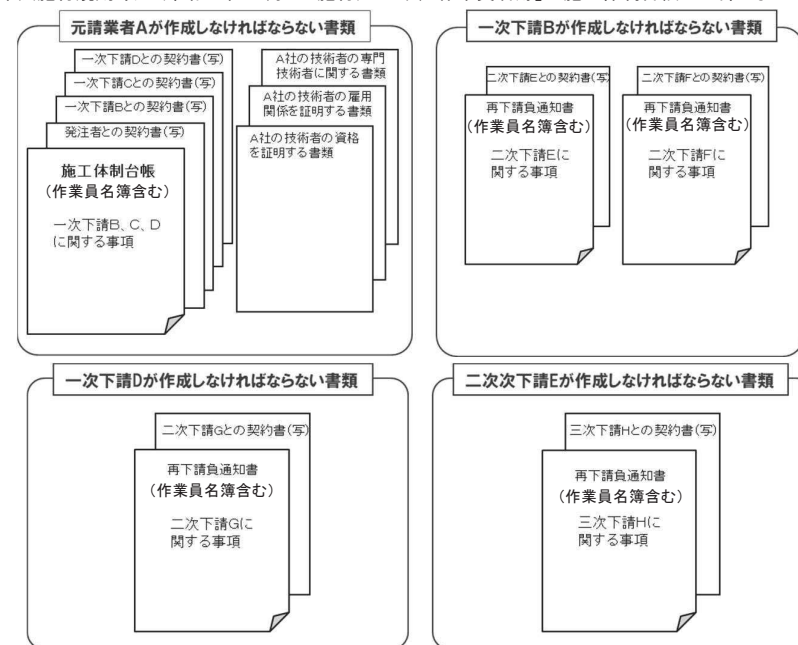 元請業者Aが作成しなければならない書類
一次下請Dとの契約書(写)
一次下請Cとの契約書(写)
一次下請Bとの契約書(写)
発注者との契約書(写)
施工体制台帳
(作業員名簿含む)
一次下請B、C、D
に関する事項
A社の技術者の専門
技術者に関する書類
A社の技術者の雇用
関係を証明する書類
A社の技術者の資格
を証明する書類
一次下請Bが作成しなければならない書類
二次下請Eとの契約書(写)
再下請負通知書
(作業員名簿含む)
二次下請Eに
関する事項
二次下請Fとの契約書(写)
再下請負通知書
(作業員名簿含む)
二次下請Fに
関する事項
一次下請Dが作成しなければならない書類
二次下請Gとの契約書(写)
再下請負通知書
(作業員名簿含む)
二次下請Gに
関する事項
二次次下請Eが作成しなければならない書類
三次下請Hとの契約書(写)
再下請負通知書
(作業員名簿含む)
三次下請Hに
関する事項